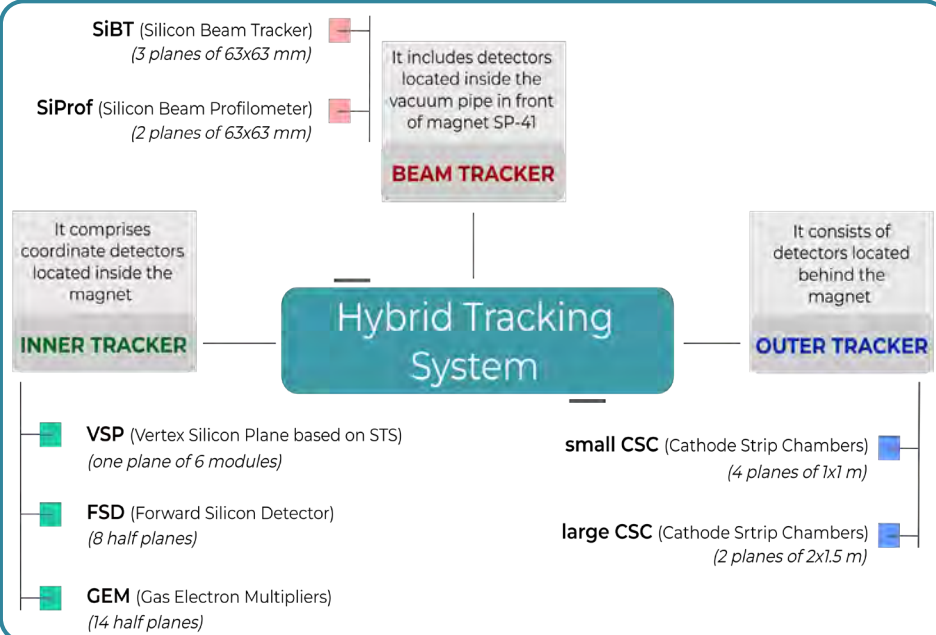 SiBT (Silicon Beam Tracker)
(3 planes of 63x63 mm)
SiProf (Silicon Beam Profilometer)
(2 planes of 63x63 mm)
It includes detectors
located inside the
vacuum pipe in front
of magnet SP-41
BEAM TRACKER
It comprises
coordinate detectors
located inside the
magnet
INNER TRACKER
Hybrid Tracking
System
It consists of
detectors located
behind the
magnet
OUTER TRACKER
VSP (Vertex Silicon Plane based on STS)
(one plane of 6 modules)
FSD (Forward Silicon Detector)
(8 half planes)
GEM (Gas Electron Multipliers)
(14 half planes)
small CSC (Cathode Strip Chambers)
(4 planes of 1x1 m)
large CSC (Cathode Srtrip Chambers)
(2 planes of 2x1.5 m)